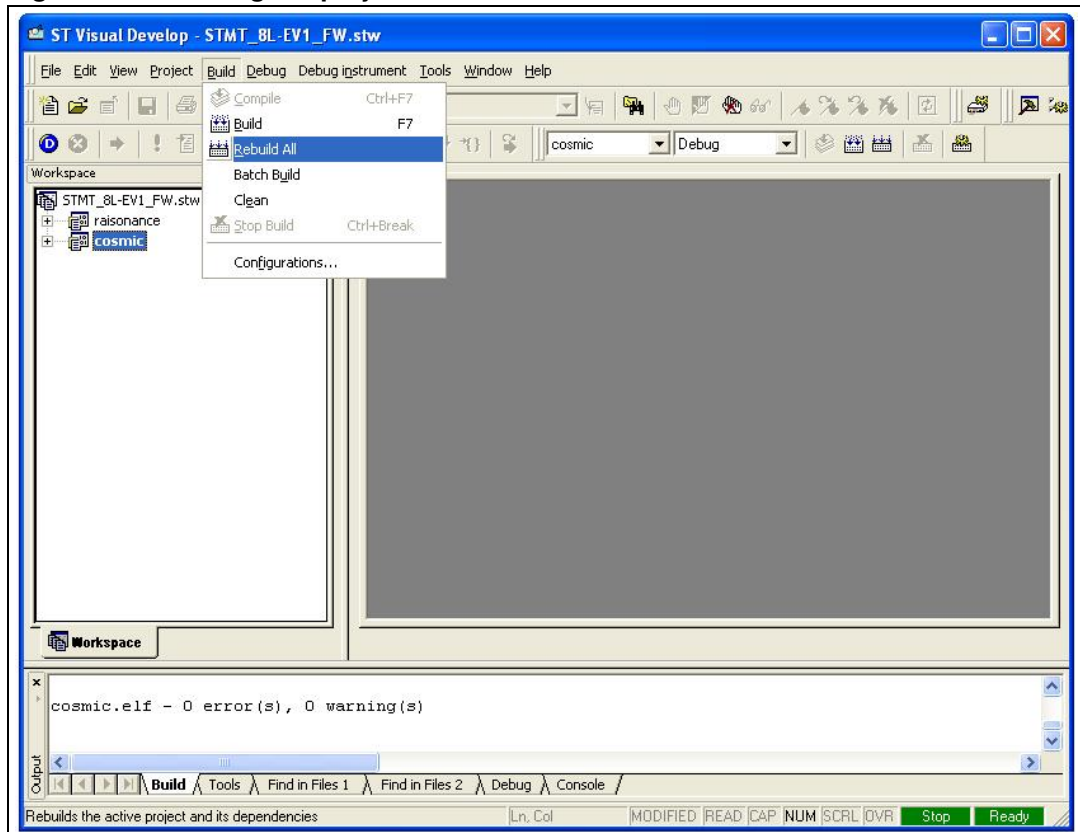 ST Visual Develop - STMT_8L-EV1_FW.stw
File Edit View Project Build Debug Debug instrument Tools Window Help
Compile Ctrl+F7
Build F7
Rebuild All
Batch Build
Clean
Stop Build Ctrl+Break
Configurations...
cosmic Debug
Workspace
STMT_8L-EV1_FW.stw
raisonance
cosmic
Workspace
cosmic.elf - 0 error(s), 0 warning(s)
Output
Build Tools Find in Files 1 Find in Files 2 Debug Console
Rebuilds the active project and its dependencies Ln, Col MODIFIED READ CAP NUM SCRL OVR Stop Ready